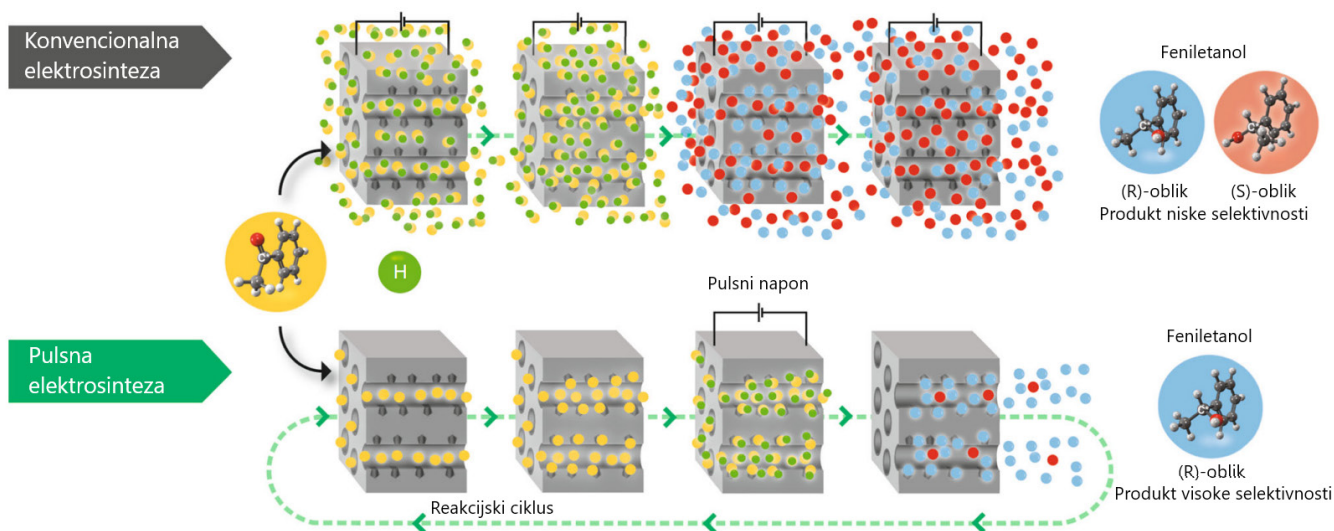 Konvencionalna
elektrosinteza
Feniletanol
(R)-oblik
(S)-oblik
Produkt niske selektivnosti
H
Pulsni napon
Pulsna
elektrosinteza
Feniletanol
(R)-oblik
Produkt visoke selektivnosti
Reakcijski ciklus